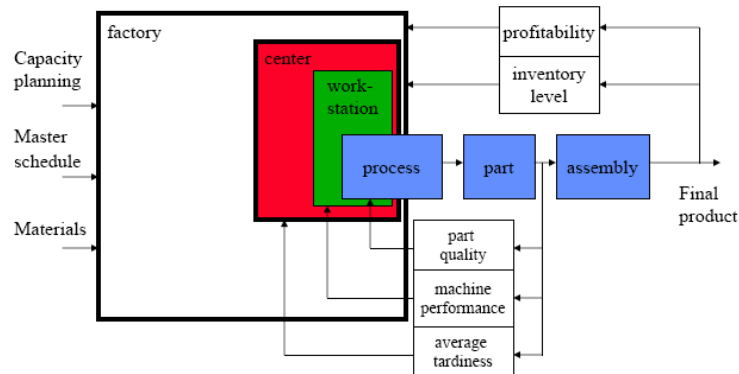 factory
center
work-
station
process
part
assembly
Capacity
planning
Master
schedule
Materials
profitability
inventory
level
Final
product
part
quality
machine
performance
average
tardiness